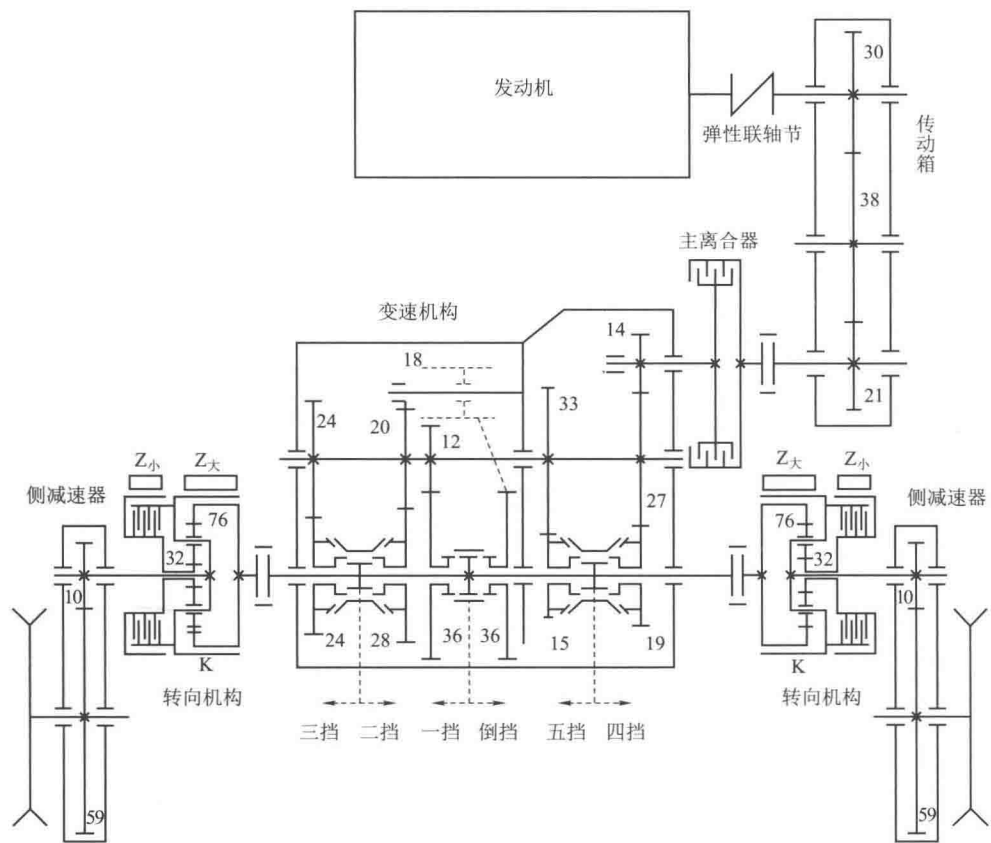 发动机
弹性联轴节
30
传动箱
38
主离合器
21
变速机构
14
18
24
20
12
33
27
侧减速器
Z小
Z大
76
32
10
Z大
Z小
侧减速器
76
32
10
24
28
36
36
15
19
K
转向机构
K
转向机构
三挡
二挡
一挡
倒挡
五挡
四挡
59
59